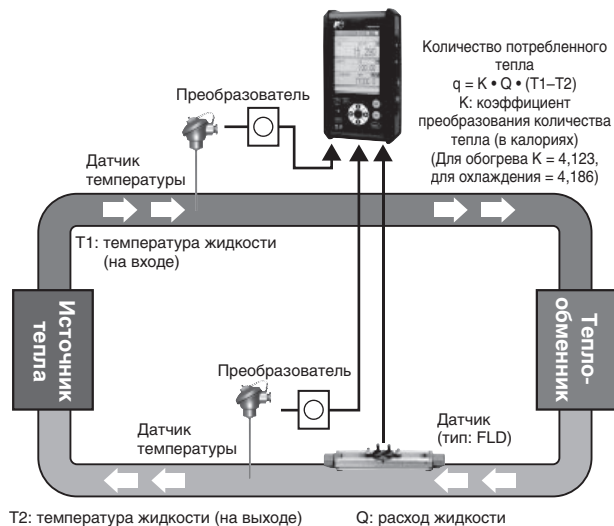 Количество потребленного
тепла
q = K • Q • (T1–T2)
K: коэффициент
преобразования количества
тепла (в калориях)
(Для обогрева K = 4,123,
для охлаждения = 4,186)
Преобразователь
Датчик
температуры
T1: температура жидкости
(на входе)
Источник
тепла
Тепло-
обменник
Преобразователь
Датчик
температуры
Датчик
(тип: FLD)
T2: температура жидкости (на выходе)
Q: расход жидкости